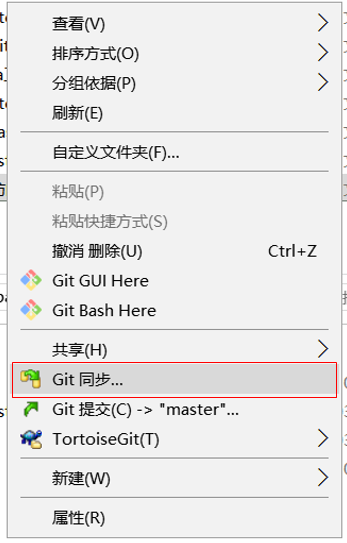 查看(V)
排序方式(O)
分组依据(P)
刷新(E)
自定义文件夹(F)...
粘贴(P)
粘贴快捷方式(S)
撤消 删除(U) Ctrl+Z
Git GUI Here
Git Bash Here
共享(H)
Git 同步...
Git 提交(C) -> "master"...
TortoiseGit(T)
新建(W)
属性(R)